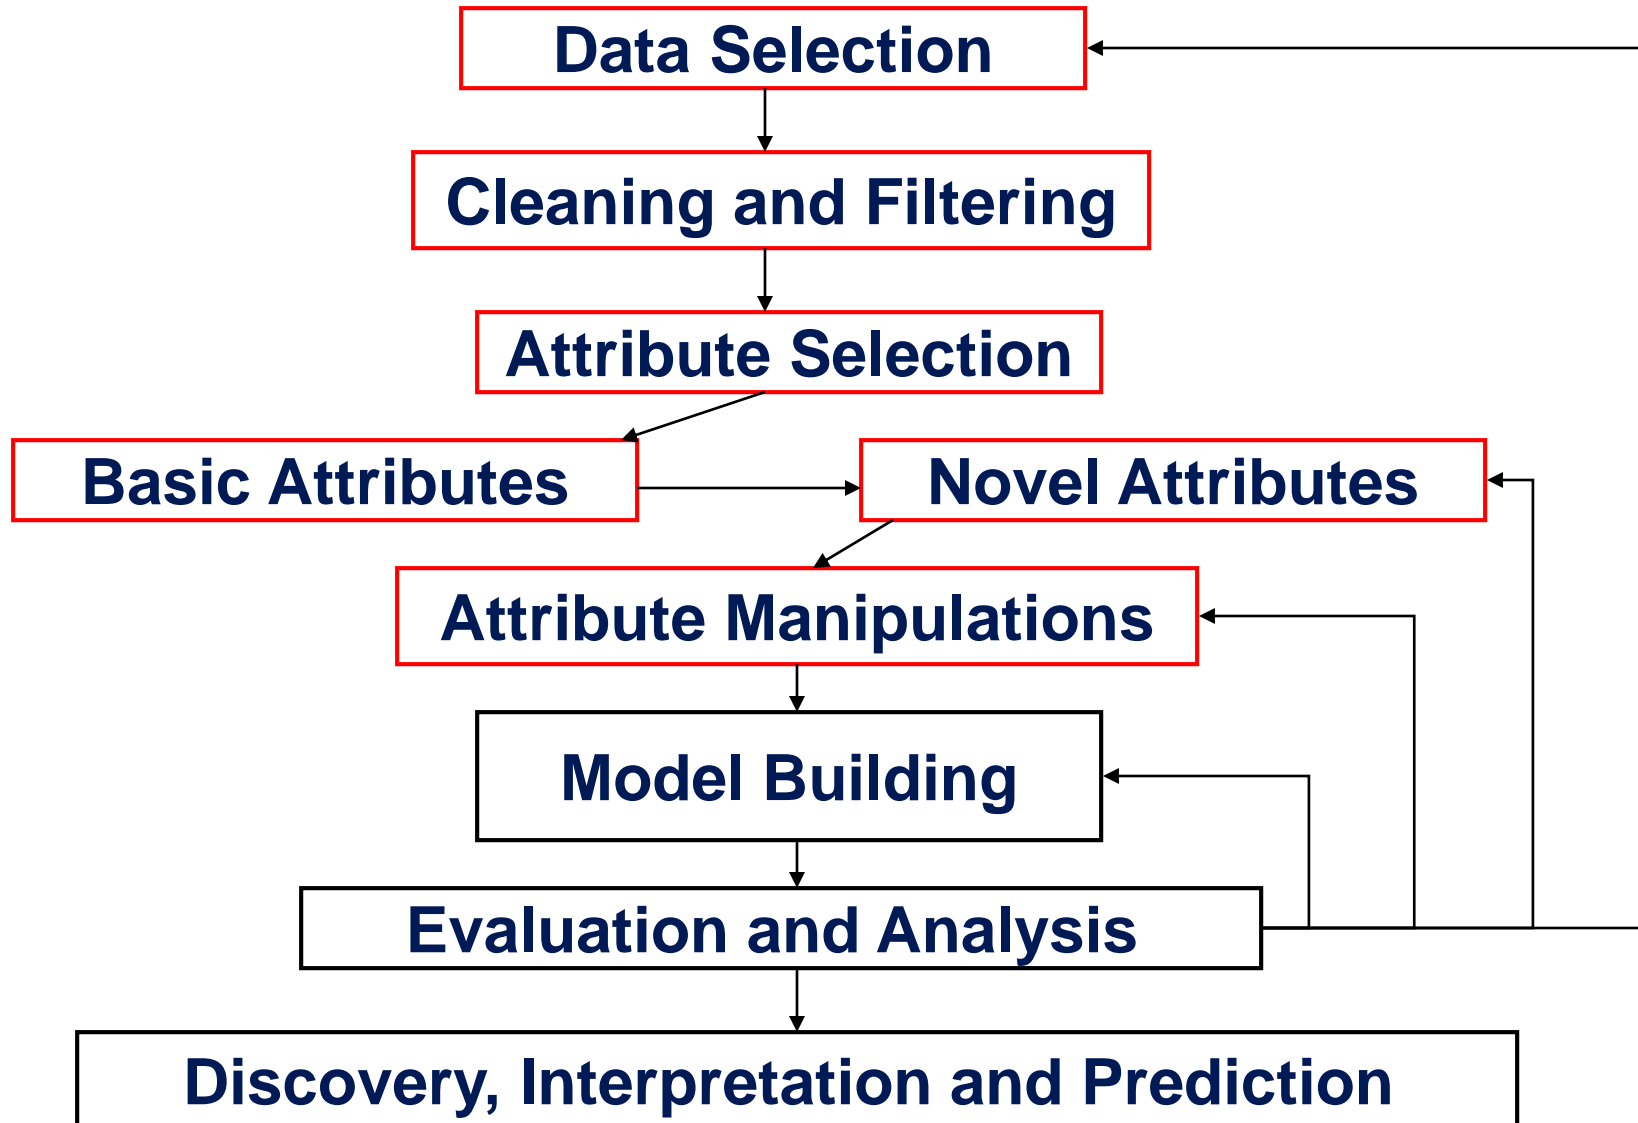 Data Selection
Cleaning and Filtering
Attribute Selection
Basic Attributes
Novel Attributes
Attribute Manipulations
Model Building
Evaluation and Analysis
Discovery, Interpretation and Prediction